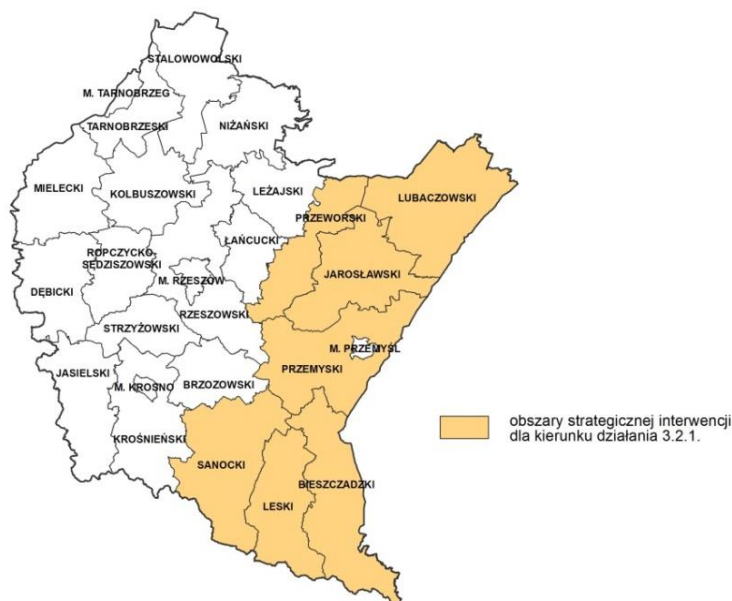 STALOWOWOLSKI
M. TARNOBRZEG
TARNOBRZESKI
NIŻAŃSKI
MIELECKI
KOLBUSZOWSKI
LEŻAJSKI
LUBACZOWSKI
PRZEWORSKI
ŁAŃCUCKI
ROPCZYCKO
SĘDZISZOWSKI
JAROSŁAWSKI
M. RZESZÓW
DĘBICKI
RZESZOWSKI
STRZYŻOWSKI
M. PRZEMYŚL
PRZEMYSKI
JASIELSKI
M. KROSNO
BRZOZOWSKI
KROŚNIEŃSKI
obszary strategicznej interwencji
dla kierunku działania 3.2.1.
SANOCKI
BIESZCZADZKI
LESKI